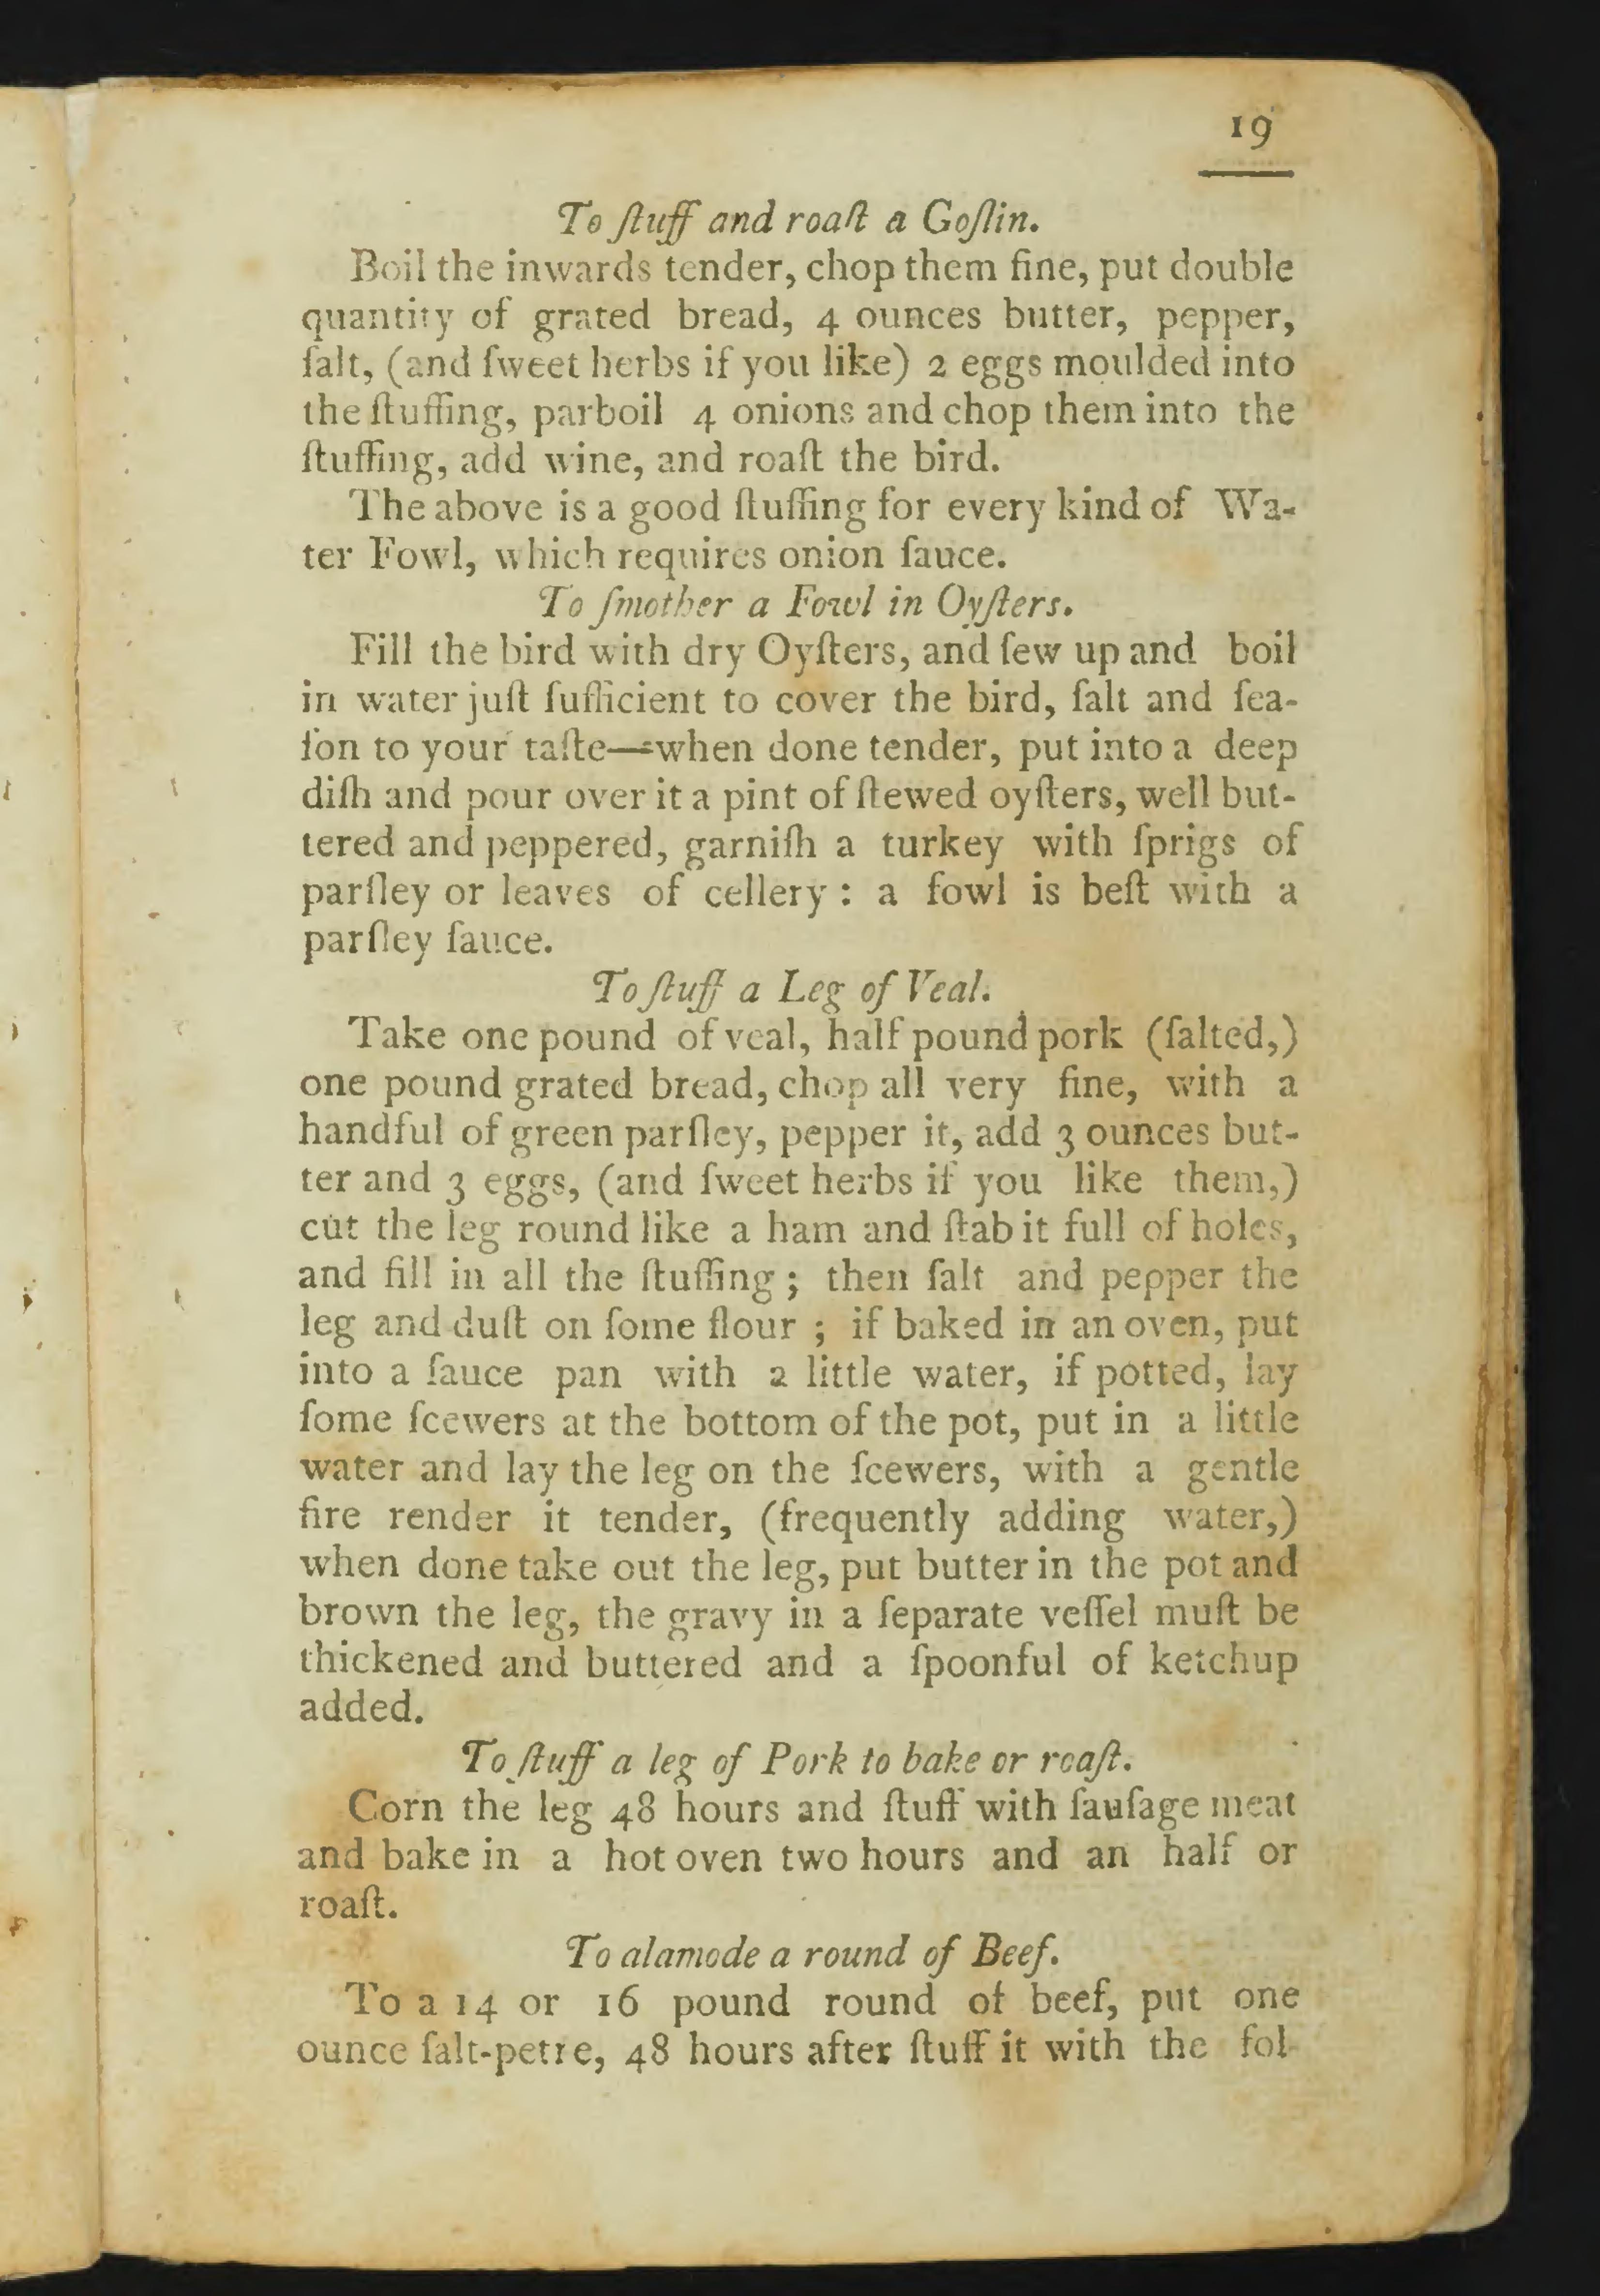 19
To ſtuff and roaſt a Goſlin.
Boil the inwards tender, chop them fine, put double
quantity of grated bread, 4 ounces butter, pepper,
ſalt, (and ſweet herbs if you like) 2 eggs moulded into
the ſtuffing, parboil 4 onions and chop them into the
ſtuffing, add wine, and roaſt the bird.
The above is a good ſtuffing for every kind of Wa-
ter Fowl, which requires onion ſauce.
To ſmother a Fowl in Oyſters.
Fill the bird with dry Oyſters, and ſew up and boil
in water juſt ſufficient to cover the bird, ſalt and ſea-
ſon to your taſte—when done tender, put into a deep
diſh and pour over it a pint of ſtewed oyſters, well but-
tered and peppered, garniſh a turkey with ſprigs of
parſley or leaves of cellery : a fowl is beſt with a
parſley ſauce.
To ſtuff a Leg of Veal.
Take one pound of veal, half pound pork (ſalted,)
one pound grated bread, chop all very fine, with a
handful of green parſley, pepper it, add 3 ounces but-
ter and 3 eggs, (and ſweet herbs if you like them,)
cut the leg round like a ham and ſtab it full of holes,
and fill in all the ſtuffing ; then ſalt and pepper the
leg and duſt on ſome flour ; if baked in an oven, put
into a ſauce pan with a little water, if potted, lay
ſome ſcewers at the bottom of the pot, put in a little
water and lay the leg on the ſcewers, with a gentle
fire render it tender, (frequently adding water,)
when done take out the leg, put butter in the pot and
brown the leg, the gravy in a ſeparate veſſel muſt be
thickened and buttered and a ſpoonful of ketchup
added.
To ſtuff a leg of Pork to bake or roaſt.
Corn the leg 48 hours and ſtuff with ſauſage meat
and bake in a hot oven two hours and an half or
roaſt.
To alamode a round of Beef.
To a 14 or 16 pound round of beef, put one
ounce ſalt-petre, 48 hours after ſtuff it with the fol-